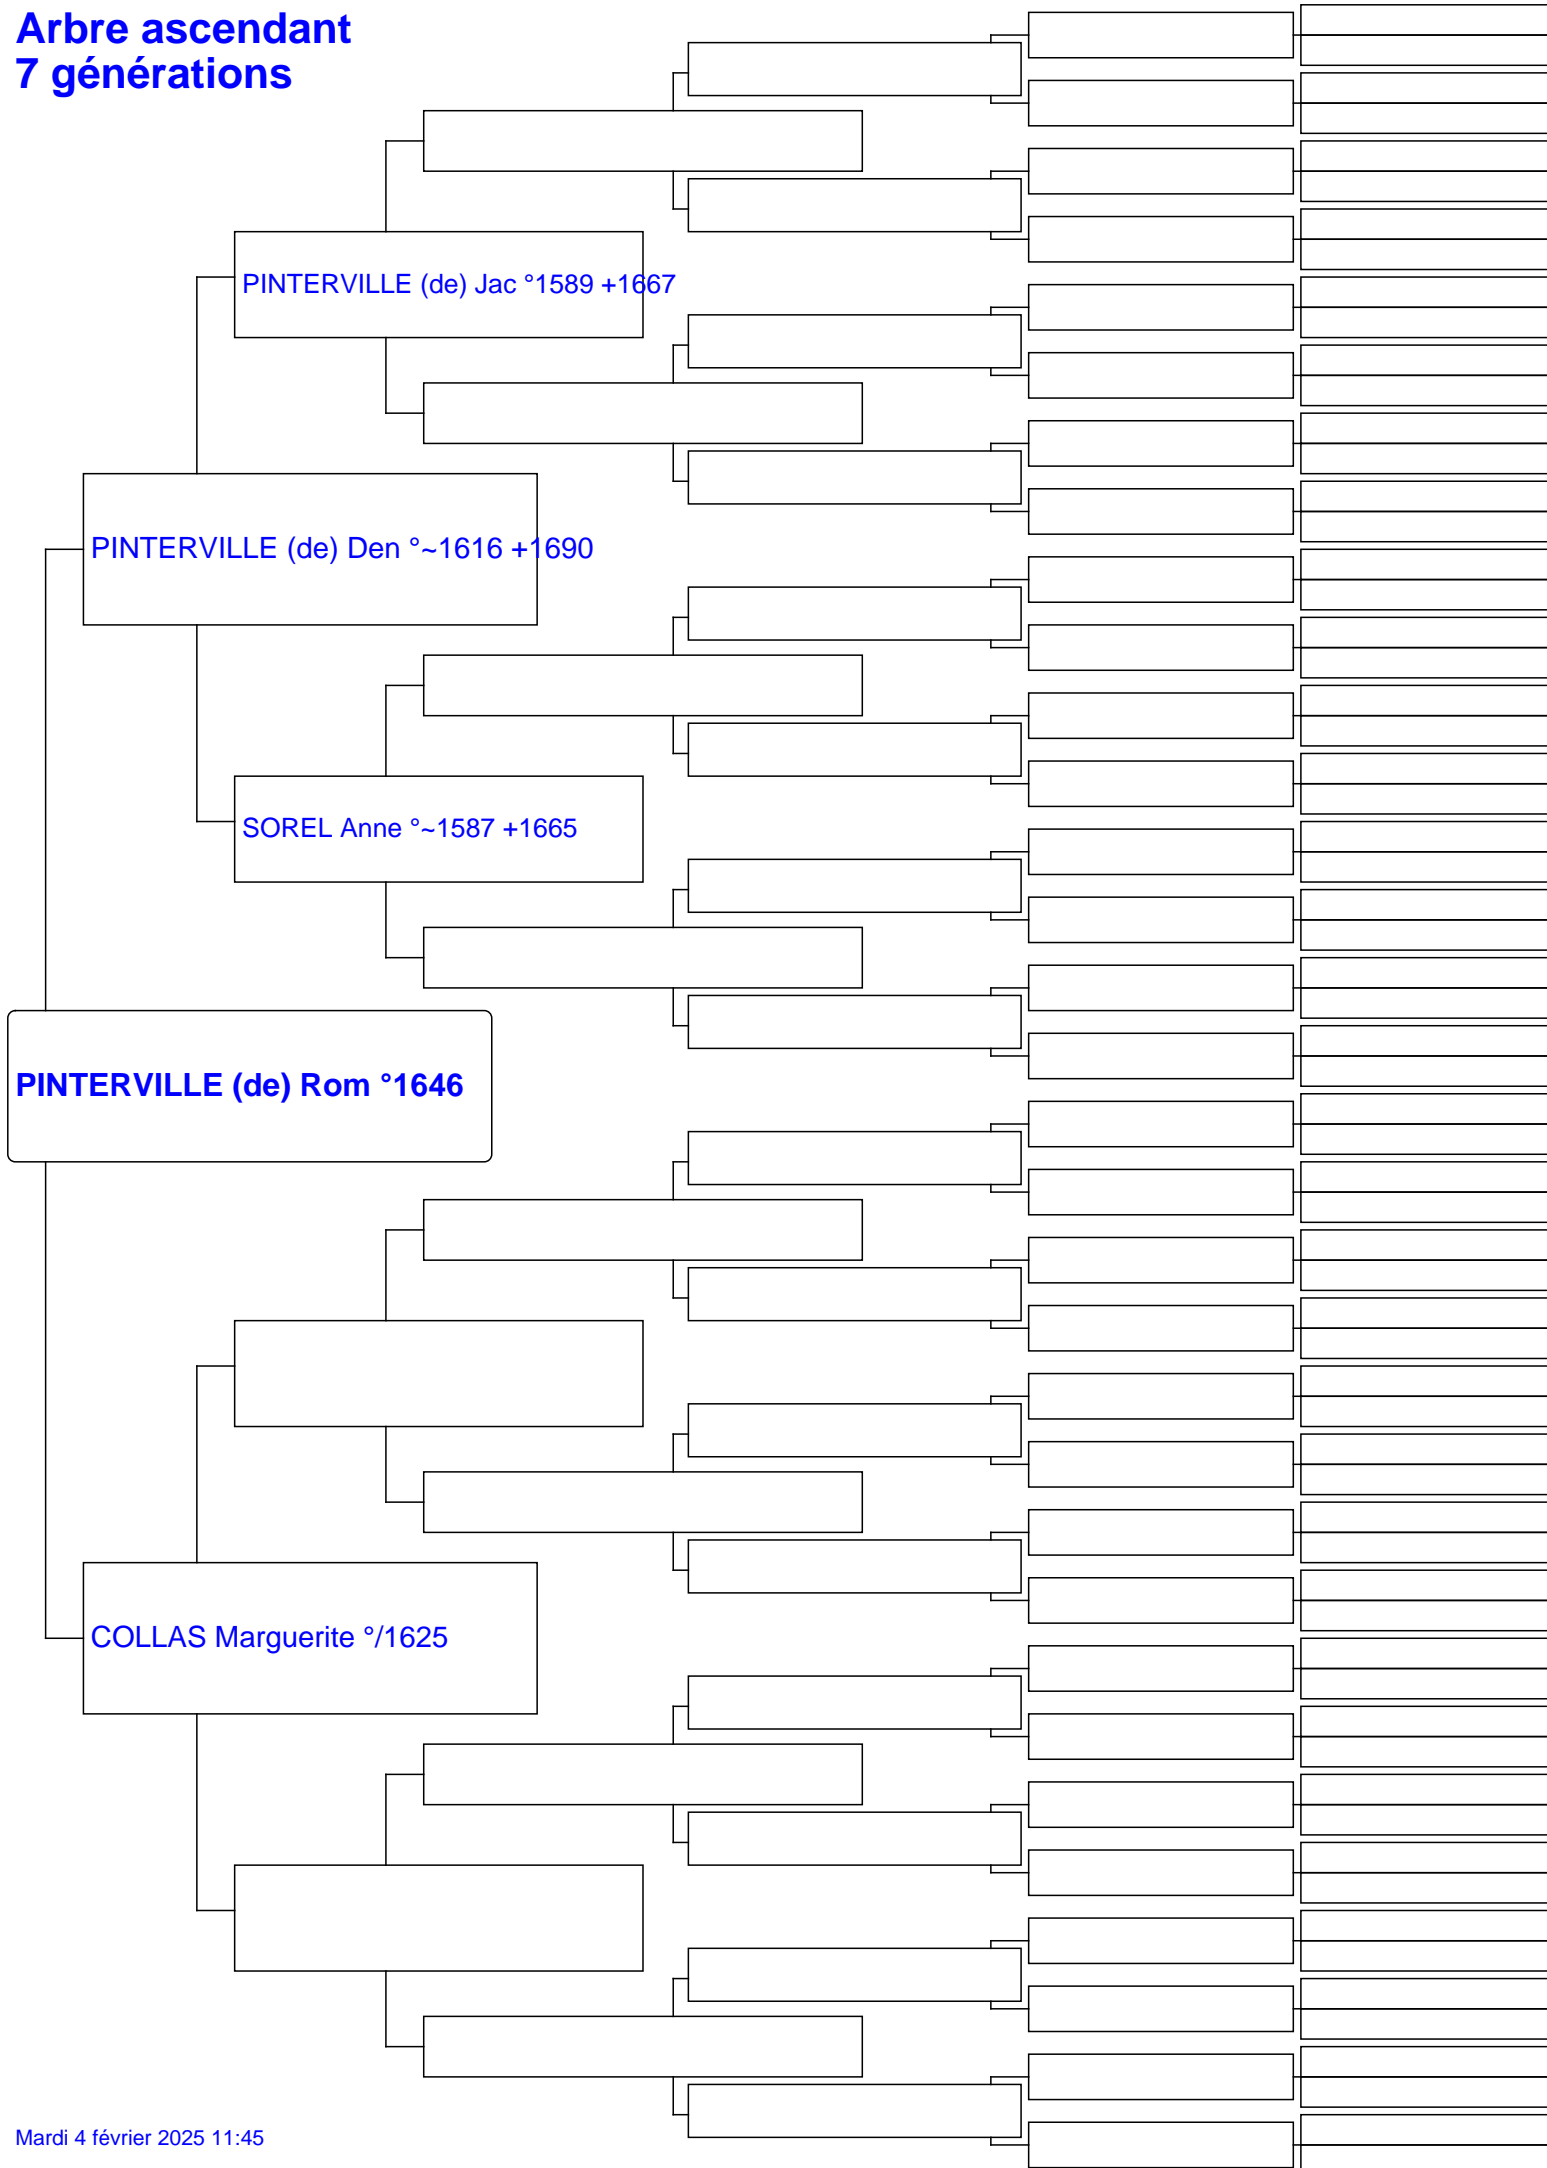 Arbre ascendant
7 générations
PINTERVILLE (de) Jac °1589 +1667
PINTERVILLE (de) Den °~1616 +1690
SOREL Anne °~1587 +1665
PINTERVILLE (de) Rom °1646
COLLAS Marguerite °/1625
Mardi 4 février 2025 11:45